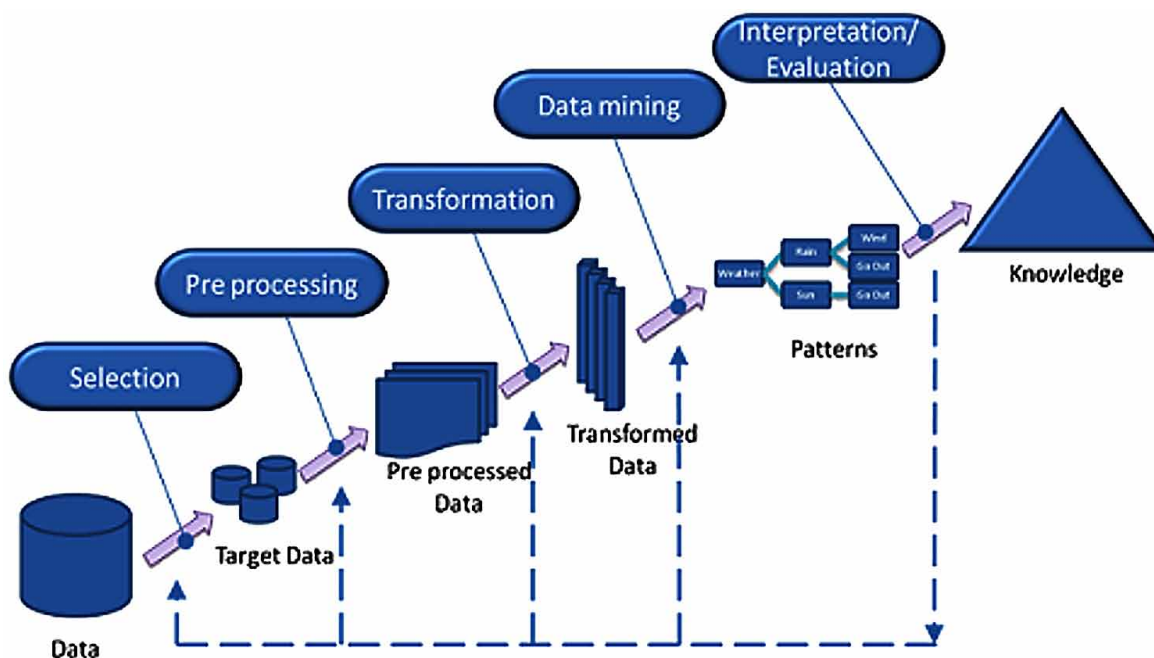 Interpretation/
Evaluation
Data mining
Transformation
Pre processing
Selection
Data
Target Data
Pre processed
Data
Transformed
Data
Weather
Rain
Sun
Wind
Go Out
Go Out
Patterns
Knowledge